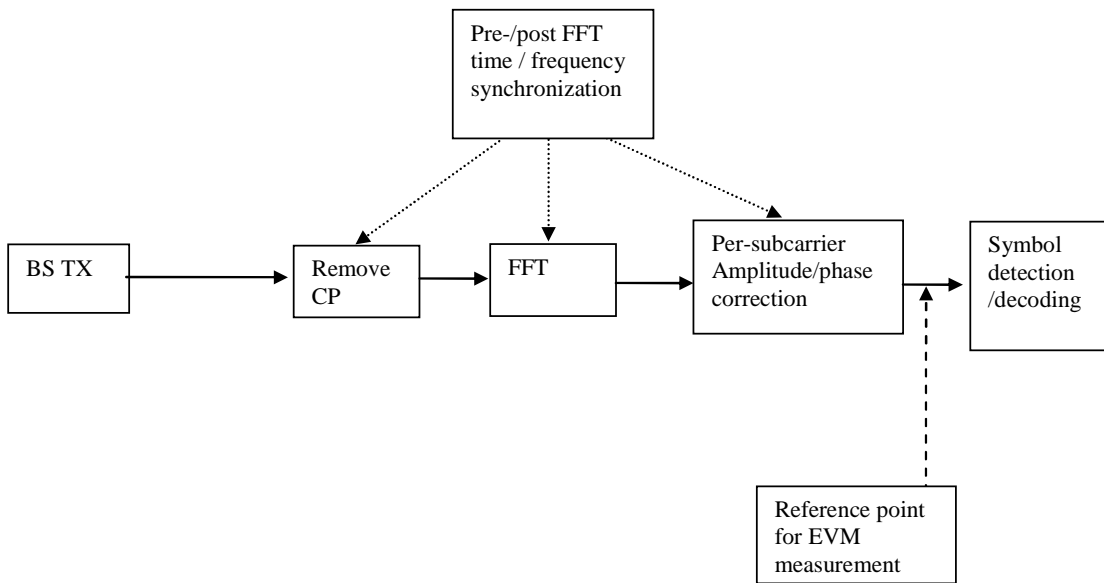 Pre-/post FFT
time / frequency
synchronization
BS TX
Remove
CP
FFT
Per-subcarrier
Amplitude/phase
correction
Symbol
detection
/decoding
Reference point
for EVM
measurement